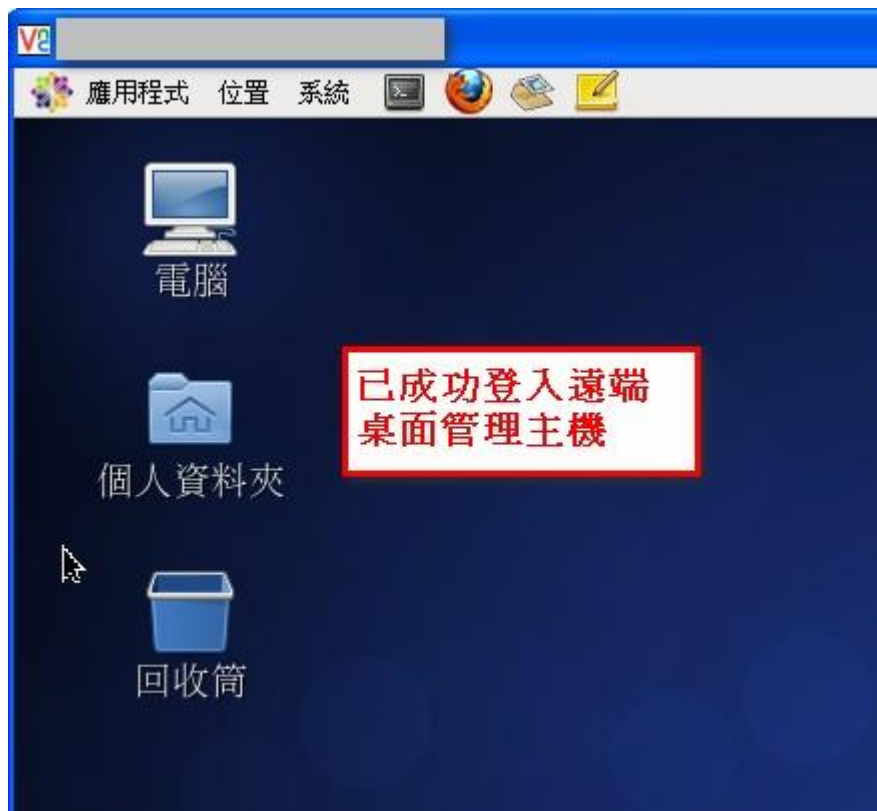 V2
應用程式 位置 系統
電腦
已成功登入遠端
桌面管理主機
個人資料夾
回收筒